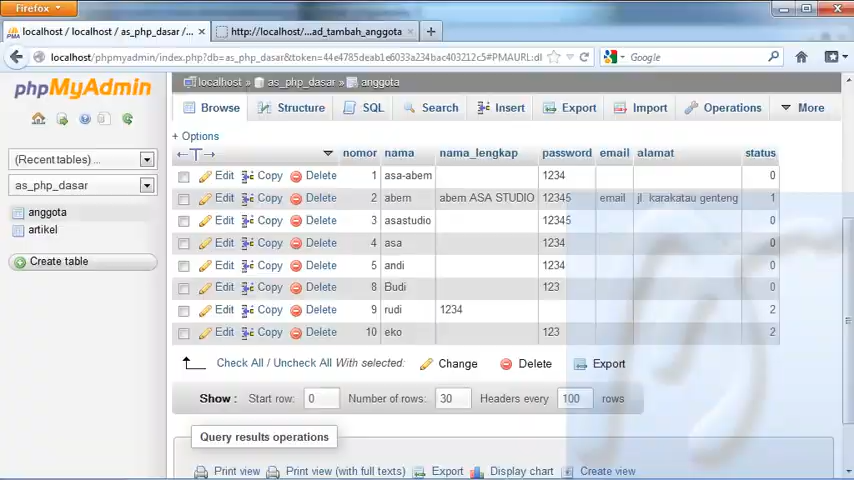 Firefox
localhost / localhost / as_php_dasar / ...
http://localhost/...ad_tambah_anggota
localhost/phpmyadmin/index.php?db=as_php_dasar&token=44e4785deab1e6033a234bac403212c5#PMAURL:dl
Google
phpMyAdmin
localhost » as_php_dasar » anggota
Browse Structure SQL Search Insert Export Import Operations More
+ Options
(Recent tables) ...
as_php_dasar
anggota
artikel
Create table
nomor nama nama_lengkap password email alamat status
Edit Copy Delete 1 asa-abem 1234 0
Edit Copy Delete 2 abem abem ASA STUDIO 12345 email jl karakatau genteng 1
Edit Copy Delete 3 asastudio 12345 0
Edit Copy Delete 4 asa 1234 0
Edit Copy Delete 5 andi 1234 0
Edit Copy Delete 8 Budi 123 0
Edit Copy Delete 9 rudi 1234 2
Edit Copy Delete 10 eko 123 2
Check All / Uncheck All With selected: Change Delete Export
Show : Start row: 0 Number of rows: 30 Headers every 100 rows
Query results operations
Print view Print view (with full texts) Export Display chart Create view